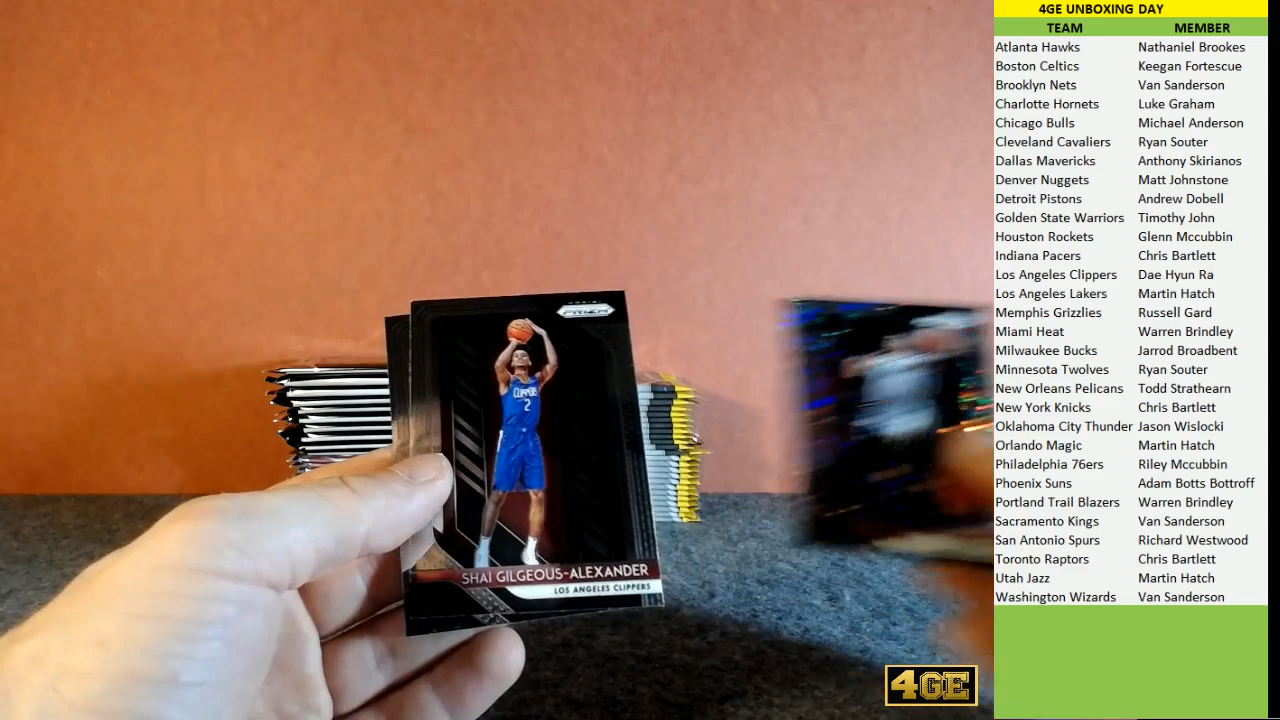 4GE UNBOXING DAY
TEAM MEMBER
Atlanta Hawks Nathaniel Brookes
Boston Celtics Keegan Fortescue
Brooklyn Nets Van Sanderson
Charlotte Hornets Luke Graham
Chicago Bulls Michael Anderson
Cleveland Cavaliers Ryan Souter
Dallas Mavericks Anthony Skirianos
Denver Nuggets Matt Johnstone
Detroit Pistons Andrew Dobell
Golden State Warriors Timothy John
Houston Rockets Glenn Mccubbin
Indiana Pacers Chris Bartlett
Los Angeles Clippers Dae Hyun Ra
Los Angeles Lakers Martin Hatch
Memphis Grizzlies Russell Gard
Miami Heat Warren Brindley
Milwaukee Bucks Jarrod Broadbent
Minnesota Twolves Ryan Souter
New Orleans Pelicans Todd Strathearn
New York Knicks Chris Bartlett
Oklahoma City Thunder Jason Wislocki
Orlando Magic Martin Hatch
Philadelphia 76ers Riley Mccubbin
Phoenix Suns Adam Botts Bottroff
Portland Trail Blazers Warren Brindley
Sacramento Kings Van Sanderson
San Antonio Spurs Richard Westwood
Toronto Raptors Chris Bartlett
Utah Jazz Martin Hatch
Washington Wizards Van Sanderson
PRIZM
CLIPPERS
2
SHAI GILGEOUS-ALEXANDER
LOS ANGELES CLIPPERS
4GE